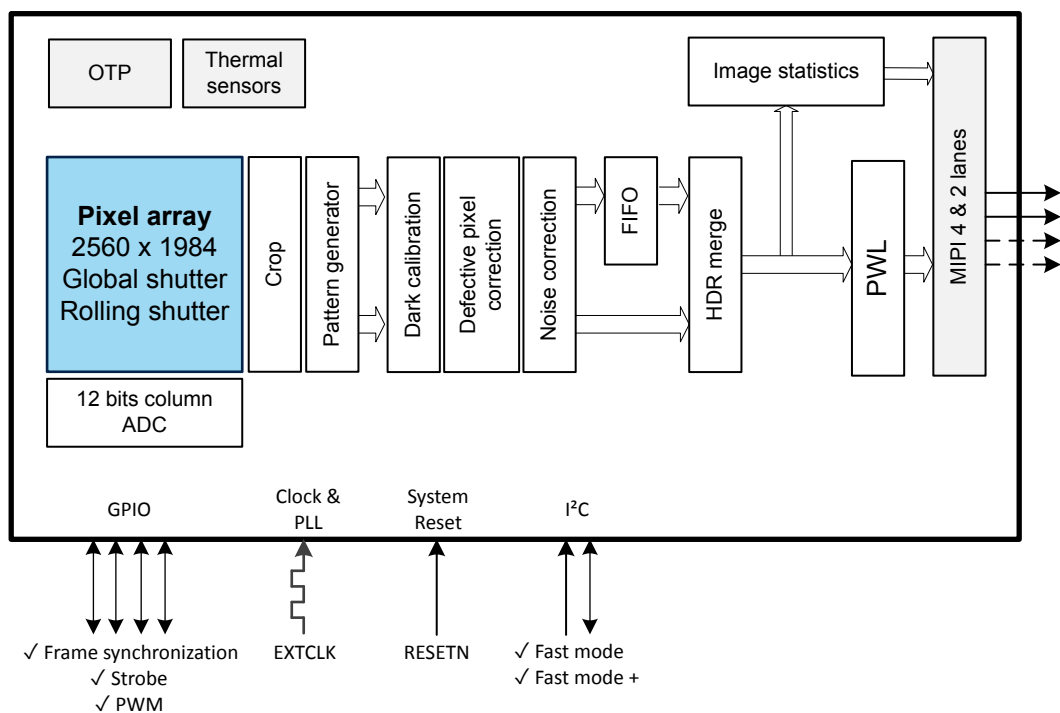 OTP
Thermal
sensors
Image statistics
Pixel array
2560 x 1984
Global shutter
Rolling shutter
Crop
Pattern generator
Dark calibration
Defective pixel
correction
Noise correction
FIFO
HDR merge
PWL
MIPI 4 & 2 lanes
12 bits column
ADC
GPIO
Clock &
PLL
System
Reset
I²C
✓ Frame synchronization
✓ Strobe
✓ PWM
EXTCLK
RESETN
✓ Fast mode
✓ Fast mode +